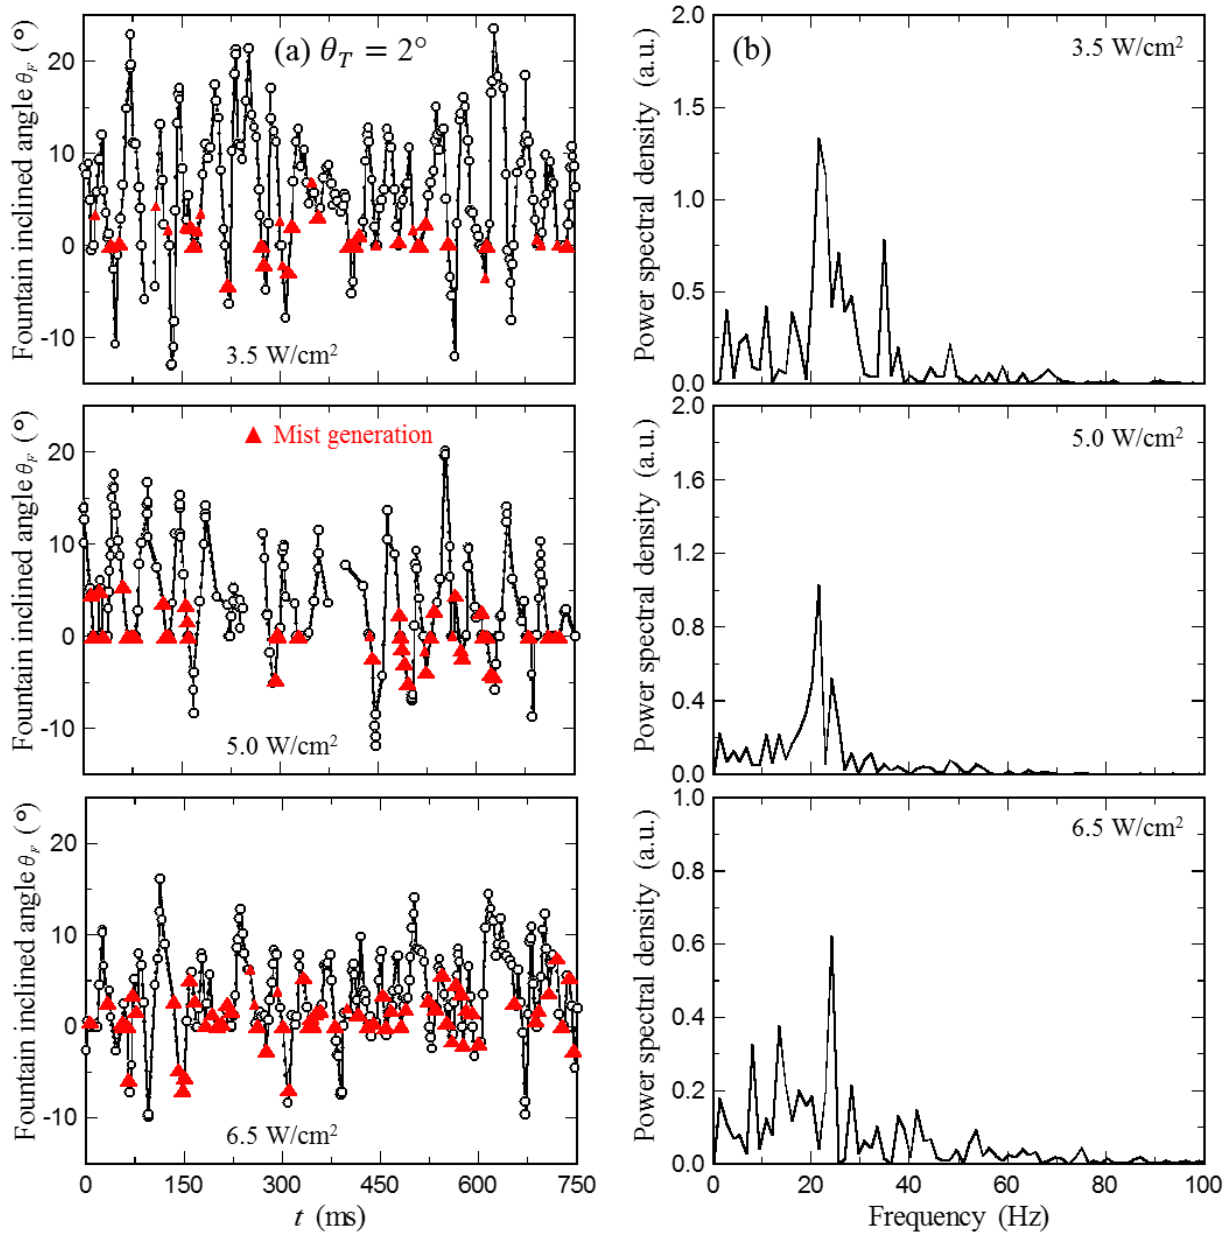 (a) θ_T = 2°
Fountain inclined angle θ_F (°)
20
10
0
-10
3.5 W/cm²
(b)
3.5 W/cm²
Power spectral density (a.u.)
2.0
1.5
1.0
0.5
0.0
Fountain inclined angle θ_F (°)
20
10
0
-10
▲ Mist generation
5.0 W/cm²
5.0 W/cm²
Power spectral density (a.u.)
2.0
1.6
1.2
0.8
0.4
0.0
Fountain inclined angle θ_F (°)
20
10
0
-10
6.5 W/cm²
0 150 300 450 600 750
t (ms)
6.5 W/cm²
Power spectral density (a.u.)
1.0
0.8
0.6
0.4
0.2
0.0
0 20 40 60 80 100
Frequency (Hz)